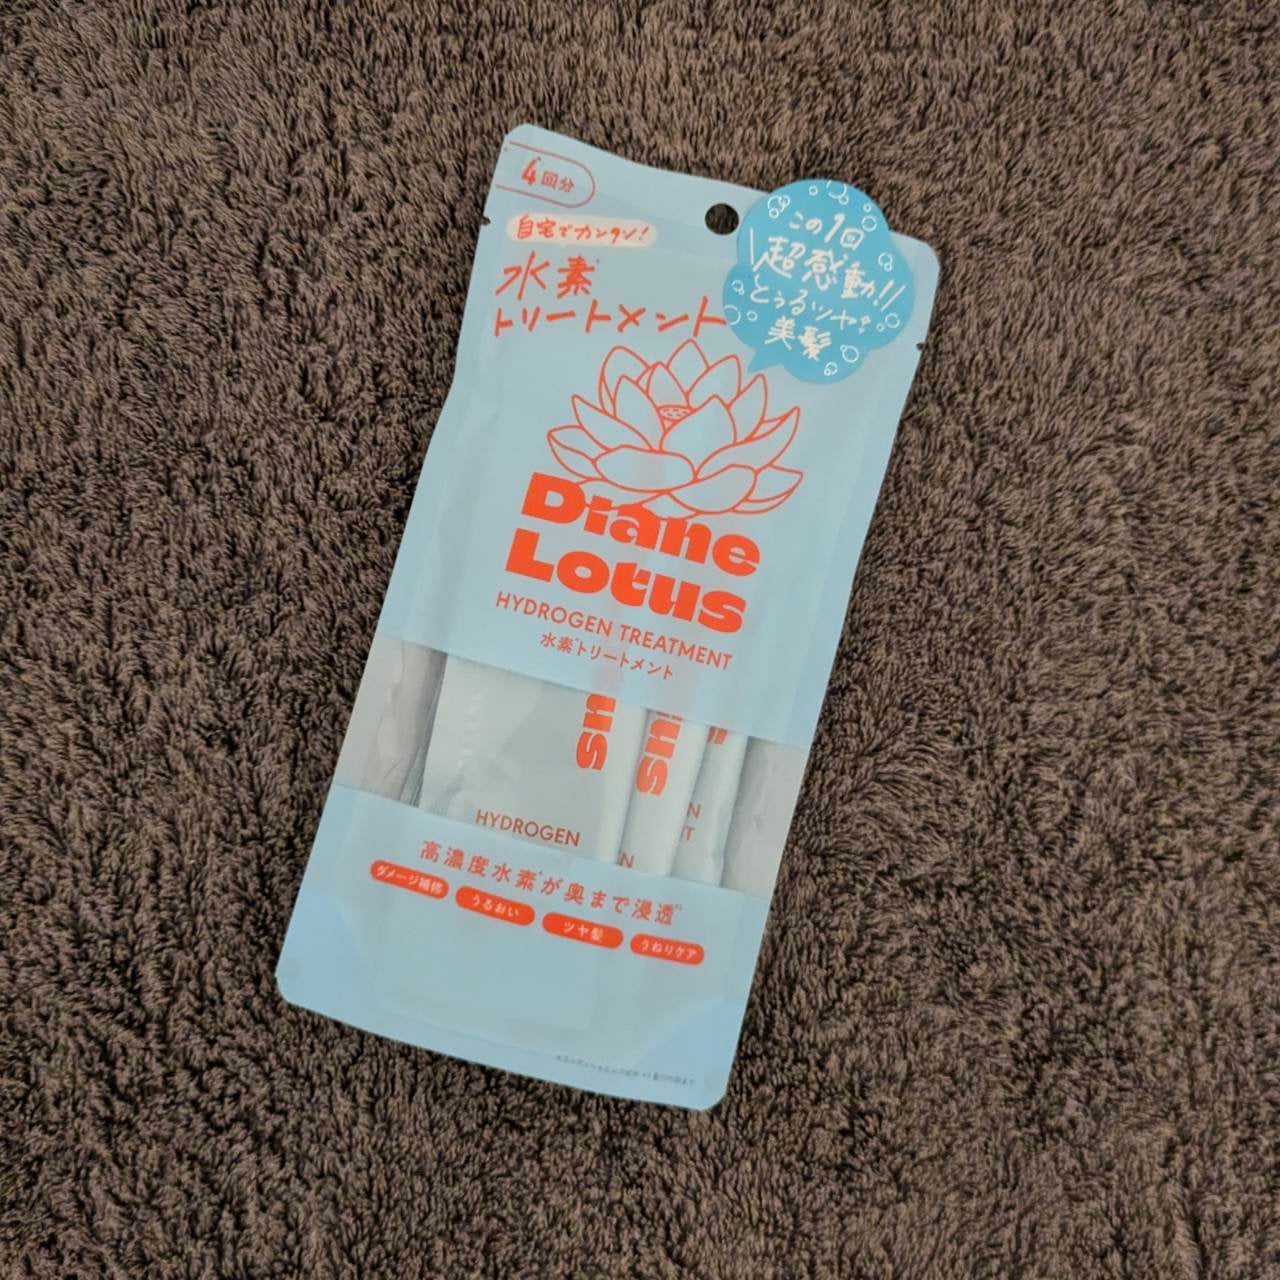 4回分
自宅でカンタン!
水素*
トリートメント
この1回
超感動!!
とぅるツヤ
美髪
Diane
Lotus
HYDROGEN TREATMENT
水素*トリートメント
us
us
HYDROGEN
N
N
T
高濃度水素*が奥まで浸透
ダメージ補修
うるおい
ツヤ髪
うねりケア